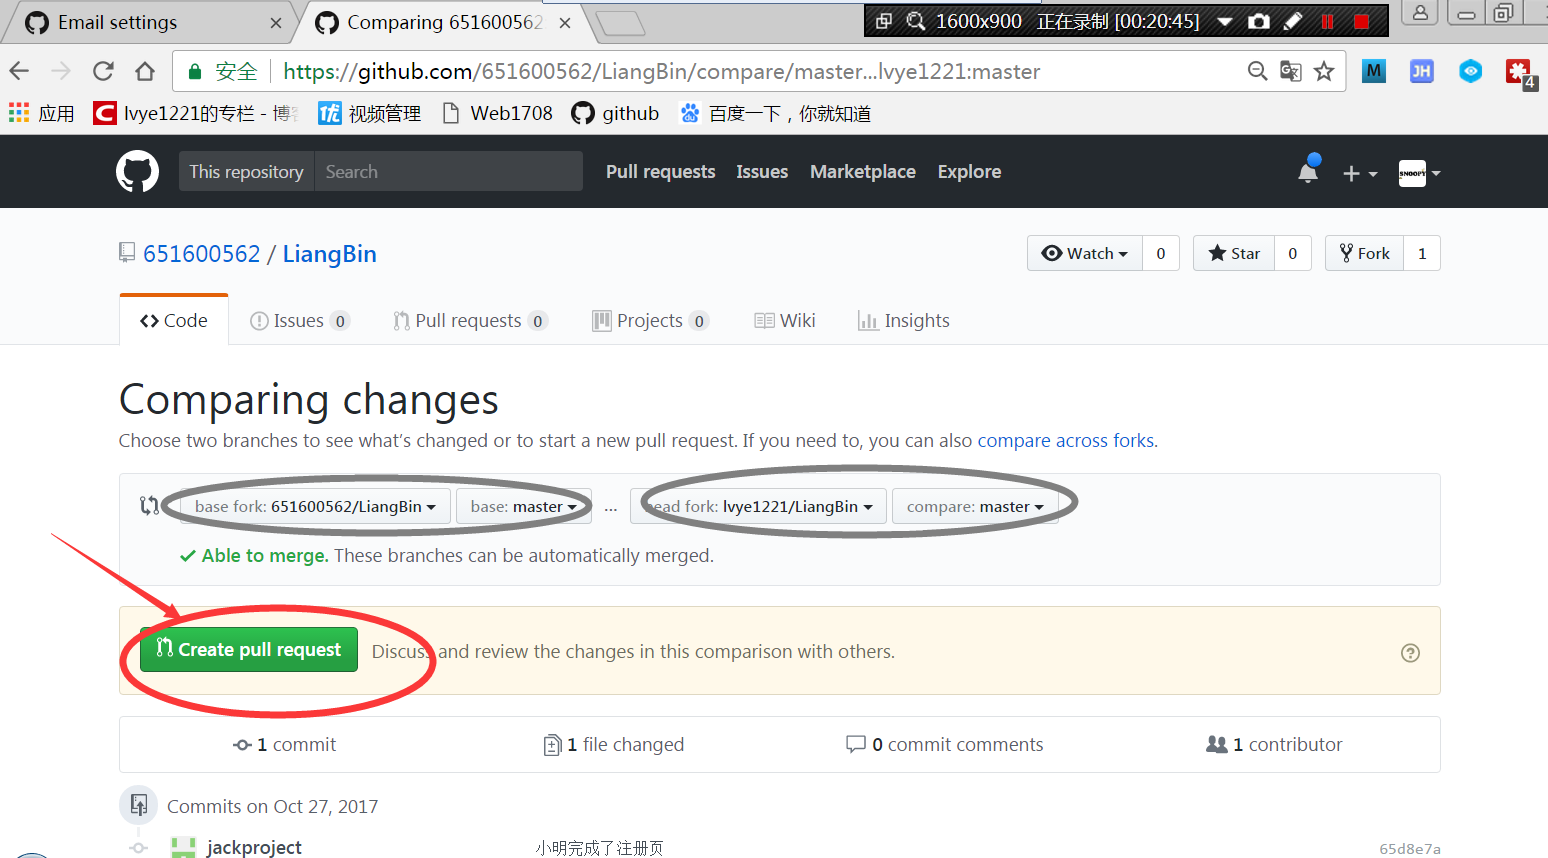 Email settings
Comparing 651600562
1600x900 正在录制 [00:20:45]
安全 https://github.com/651600562/LiangBin/compare/master...lvye1221:master
M JH 4
应用 lvye1221的专栏 - 博客 视频管理 Web1708 github 百度一下，你就知道
This repository Search Pull requests Issues Marketplace Explore
SNOOPY
651600562 / LiangBin
Watch 0 Star 0 Fork 1
Code Issues 0 Pull requests 0 Projects 0 Wiki Insights
Comparing changes
Choose two branches to see what's changed or to start a new pull request. If you need to, you can also compare across forks.
base fork: 651600562/LiangBin base: master ... head fork: lvye1221/LiangBin compare: master
Able to merge. These branches can be automatically merged.
Create pull request Discuss and review the changes in this comparison with others.
1 commit 1 file changed 0 commit comments 1 contributor
Commits on Oct 27, 2017
jackproject 小明完成了注册页 65d8e7a